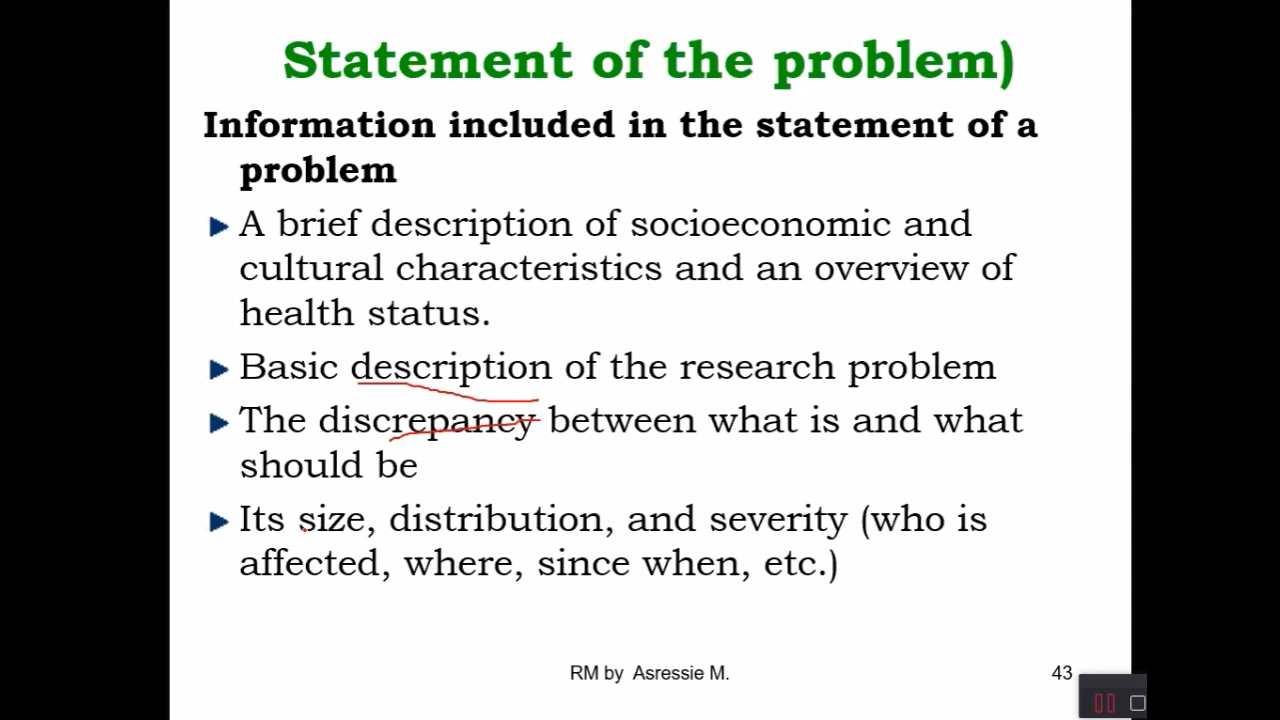 Statement of the problem)
Information included in the statement of a
problem
A brief description of socioeconomic and
cultural characteristics and an overview of
health status.
Basic description of the research problem
The discrepancy between what is and what
should be
Its size, distribution, and severity (who is
affected, where, since when, etc.)
RM by Asressie M.
43